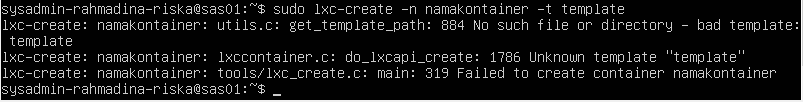 sysadmin-rahmadina-riska@sas01:~$ sudo lxc-create -n namakontainer -t template
lxc-create: namakontainer: utils.c: get_template_path: 884 No such file or directory - bad template:
 template
lxc-create: namakontainer: lxccontainer.c: do_lxcapi_create: 1786 Unknown template "template"
lxc-create: namakontainer: tools/lxc_create.c: main: 319 Failed to create container namakontainer
sysadmin-rahmadina-riska@sas01:~$ _